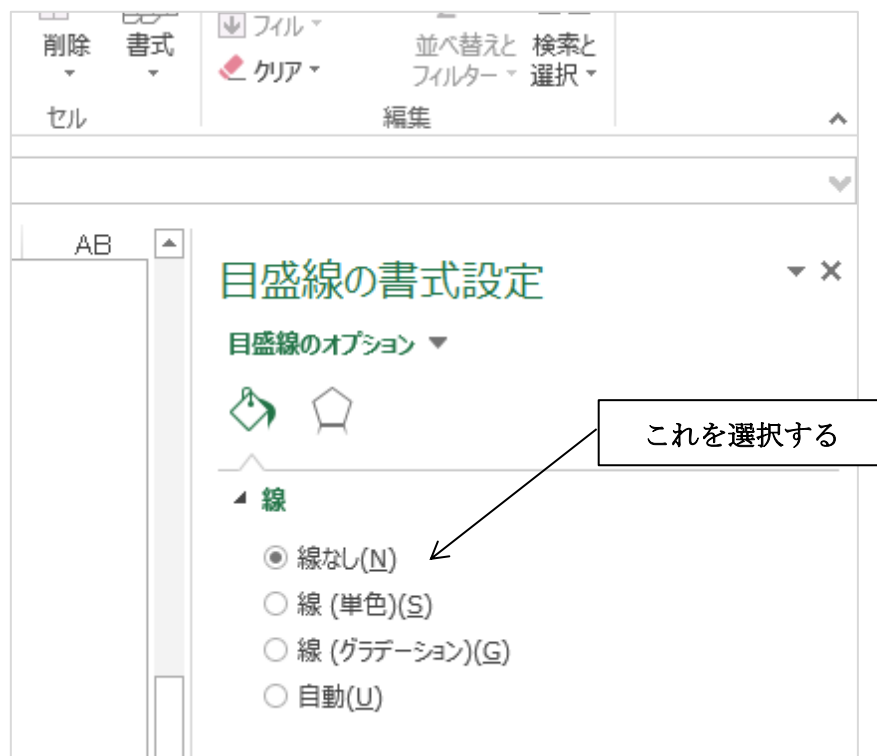 削除 書式 フィル 並べ替えと 検索と
クリア フィルター 選択
セル 編集
AB
目盛線の書式設定
目盛線のオプション
これを選択する
線
線なし(N)
線 (単色)(S)
線 (グラデーション)(G)
自動(U)